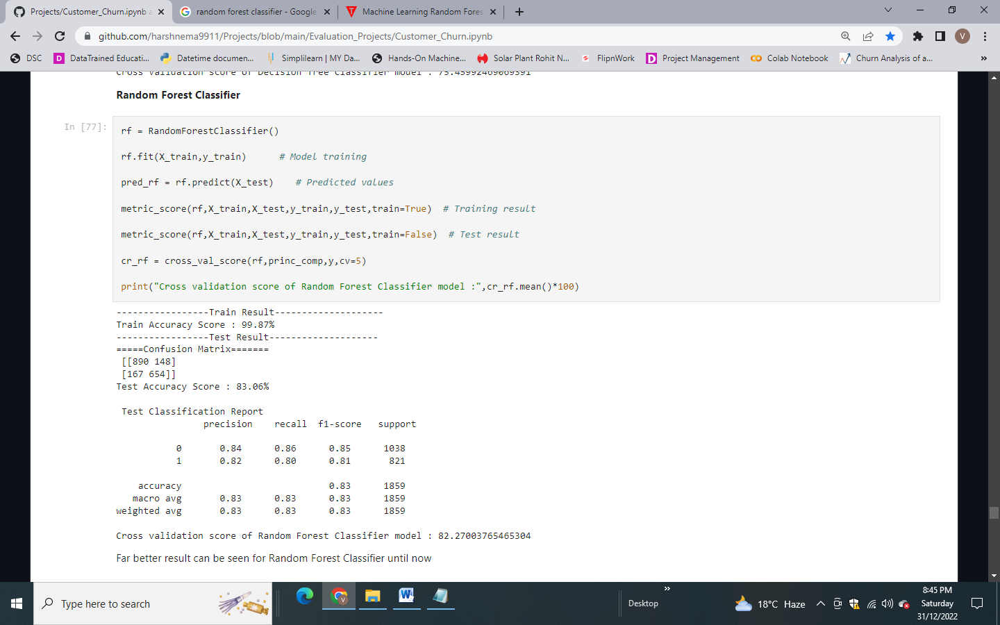 Projects/Customer_Churn.ipynb a
random forest classifier - Google
Machine Learning Random Fores
github.com/harshnema9911/Projects/blob/main/Evaluation_Projects/Customer_Churn.ipynb
V
DSC
DataTrained Educati...
Datetime documen...
Simplilearn | MY Da...
Hands-On Machine...
Solar Plant Rohit N...
FlipnWork
Project Management
Colab Notebook
Churn Analysis of a...
»
Cross validation score of Decision Tree Classifier model : 75.45992469069391
Random Forest Classifier
In [77]:
rf = RandomForestClassifier()
rf.fit(X_train,y_train)      # Model training
pred_rf = rf.predict(X_test)    # Predicted values
metric_score(rf,X_train,X_test,y_train,y_test,train=True)  # Training result
metric_score(rf,X_train,X_test,y_train,y_test,train=False)  # Test result
cr_rf = cross_val_score(rf,princ_comp,y,cv=5)
print("Cross validation score of Random Forest Classifier model :",cr_rf.mean()*100)
-----------------Train Result--------------------
Train Accuracy Score : 99.87%
-----------------Test Result--------------------
=====Confusion Matrix=======
[[890 148]
[167 654]]
Test Accuracy Score : 83.06%
Test Classification Report
precision    recall  f1-score   support
0       0.84      0.86      0.85      1038
1       0.82      0.80      0.81       821
accuracy                           0.83      1859
macro avg       0.83      0.83      0.83      1859
weighted avg       0.83      0.83      0.83      1859
Cross validation score of Random Forest Classifier model : 82.27003765465304
Far better result can be seen for Random Forest Classifier until now
Type here to search
Desktop
»
18°C Haze
8:45 PM
Saturday
31/12/2022